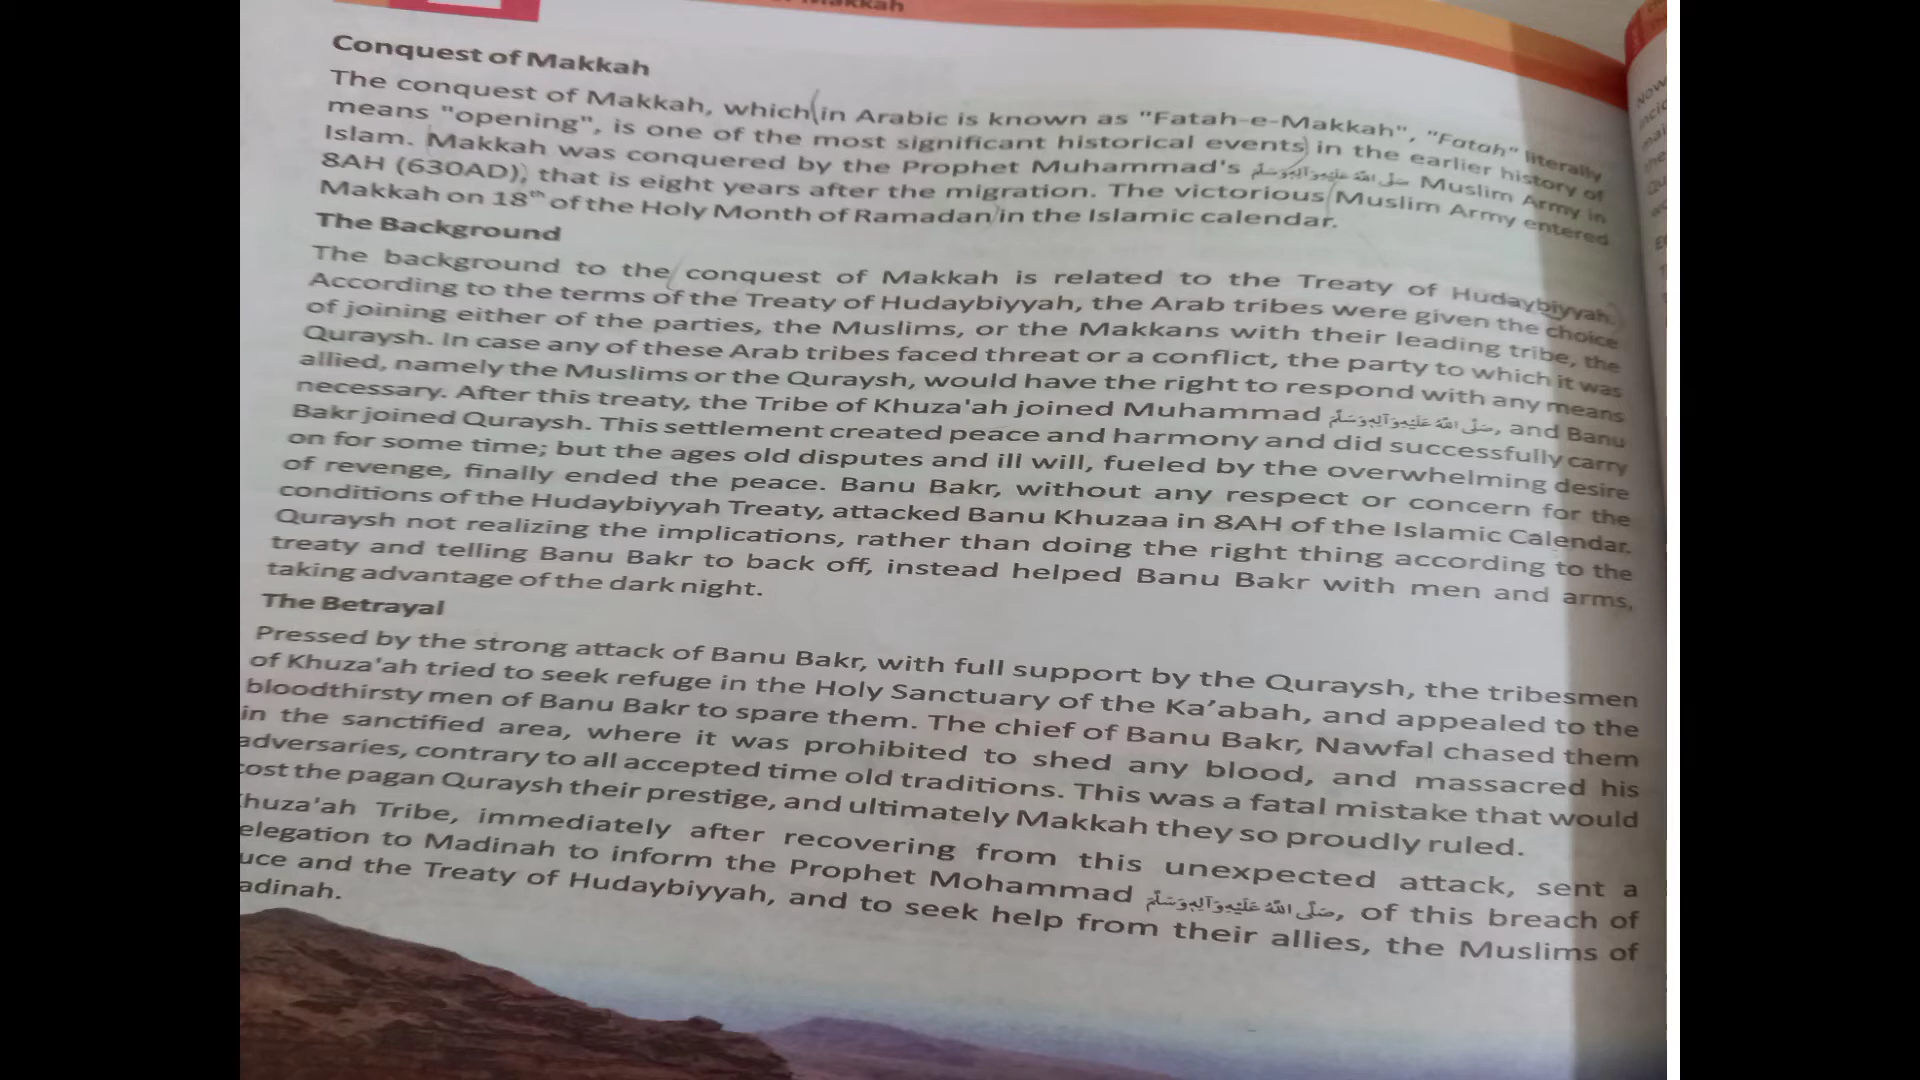 Makkah
Conquest of Makkah
The conquest of Makkah, which in Arabic is known as "Fatah-e-Makkah", "Fatah" literally
means "opening", is one of the most significant historical events in the earlier history of
Islam. Makkah was conquered by the Prophet Muhammad's صَلَّى اللهُ عَلَيْهِ وَآلِهٖ وَسَلَّمَ Muslim Army in
8AH (630AD), that is eight years after the migration. The victorious Muslim Army entered
Makkah on 18th of the Holy Month of Ramadan in the Islamic calendar.
The Background
The background to the conquest of Makkah is related to the Treaty of Hudaybiyyah.
According to the terms of the Treaty of Hudaybiyyah, the Arab tribes were given the choice
of joining either of the parties, the Muslims, or the Makkans with their leading tribe, the
Quraysh. In case any of these Arab tribes faced threat or a conflict, the party to which it was
allied, namely the Muslims or the Quraysh, would have the right to respond with any means
necessary. After this treaty, the Tribe of Khuza'ah joined Muhammad صَلَّى اللهُ عَلَيْهِ وَآلِهٖ وَسَلَّمَ, and Banu
Bakr joined Quraysh. This settlement created peace and harmony and did successfully carry
on for some time; but the ages old disputes and ill will, fueled by the overwhelming desire
of revenge, finally ended the peace. Banu Bakr, without any respect or concern for the
conditions of the Hudaybiyyah Treaty, attacked Banu Khuzaa in 8AH of the Islamic Calendar.
Quraysh not realizing the implications, rather than doing the right thing according to the
treaty and telling Banu Bakr to back off, instead helped Banu Bakr with men and arms,
taking advantage of the dark night.
The Betrayal
Pressed by the strong attack of Banu Bakr, with full support by the Quraysh, the tribesmen
of Khuza'ah tried to seek refuge in the Holy Sanctuary of the Ka'abah, and appealed to the
bloodthirsty men of Banu Bakr to spare them. The chief of Banu Bakr, Nawfal chased them
in the sanctified area, where it was prohibited to shed any blood, and massacred his
adversaries, contrary to all accepted time old traditions. This was a fatal mistake that would
cost the pagan Quraysh their prestige, and ultimately Makkah they so proudly ruled.
huza'ah Tribe, immediately after recovering from this unexpected attack, sent a
elegation to Madinah to inform the Prophet Mohammad صَلَّى اللهُ عَلَيْهِ وَآلِهٖ وَسَلَّمَ, of this breach of
uce and the Treaty of Hudaybiyyah, and to seek help from their allies, the Muslims of
adinah.